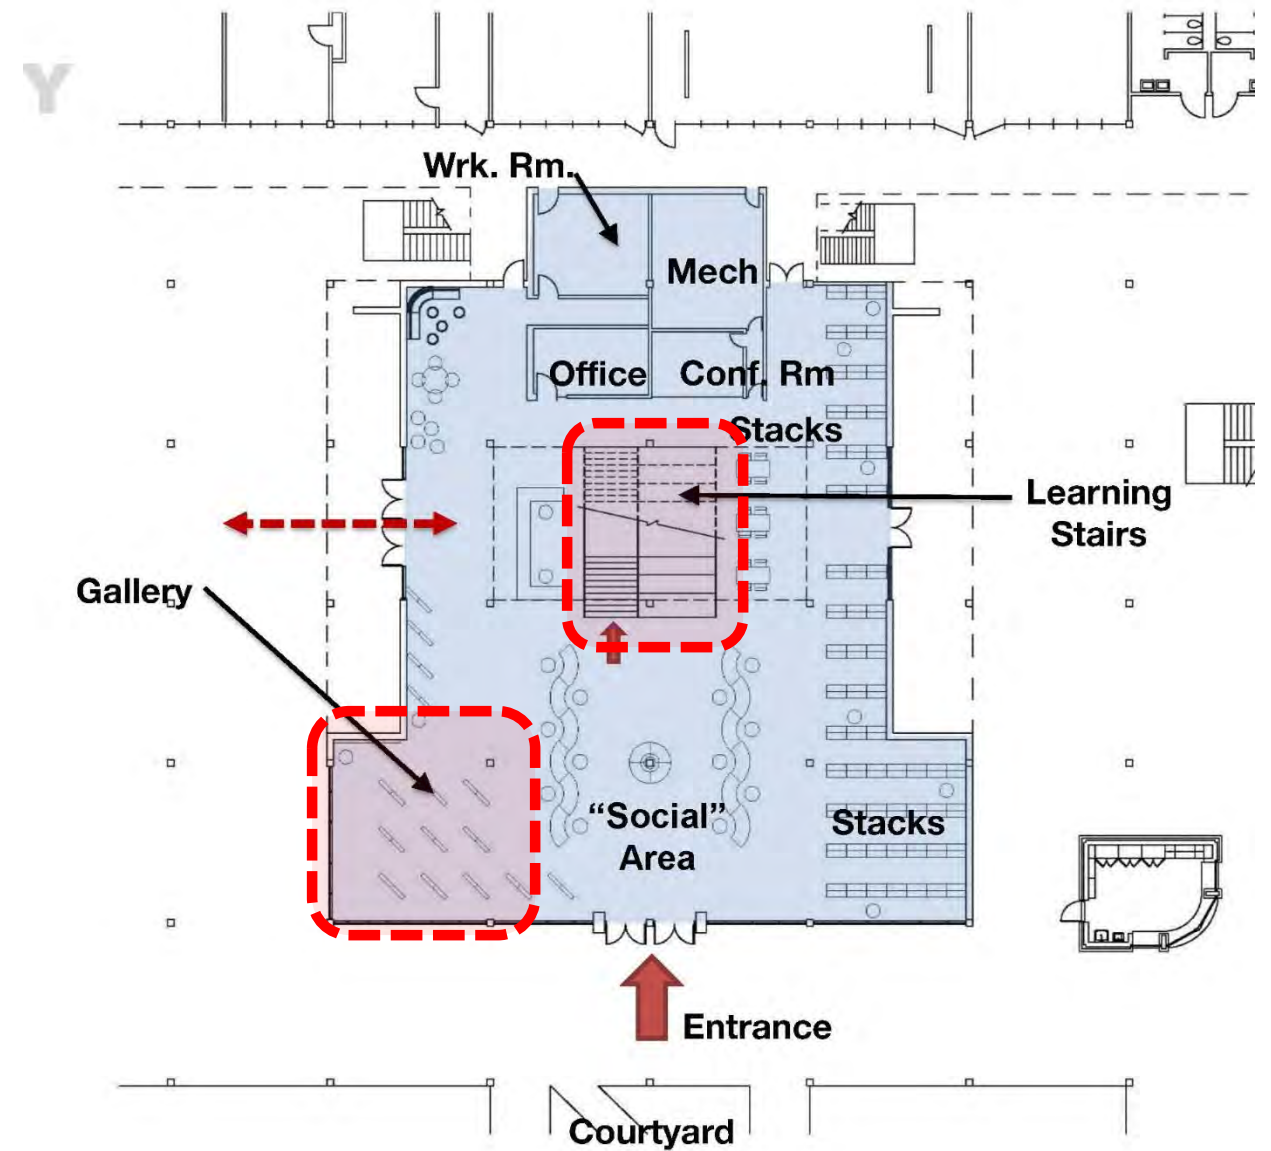 Y
Wrk. Rm.
Mech
Office
Conf. Rm
Stacks
Learning
Stairs
Gallery
"Social"
Area
Stacks
Entrance
Courtyard